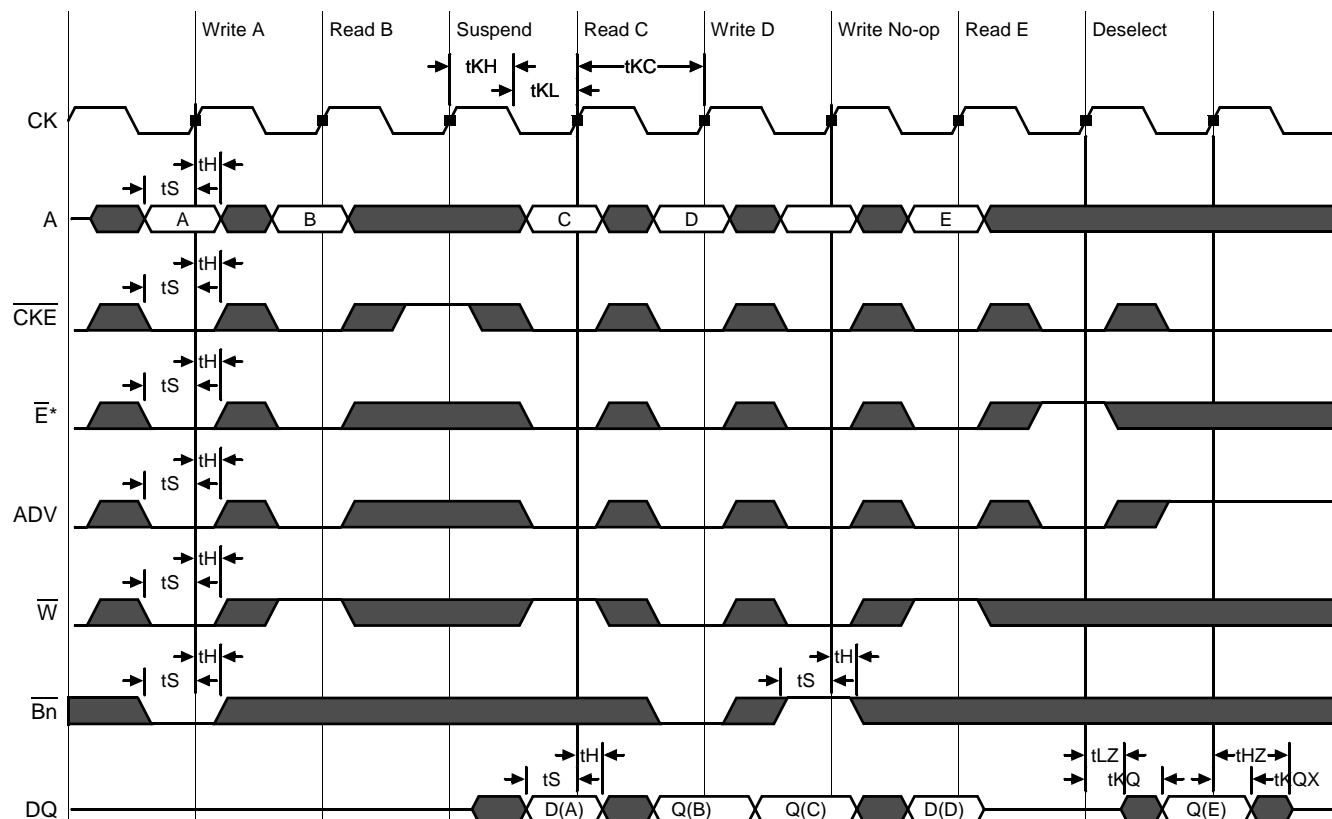 Write A Read B Suspend Read C Write D Write No-op Read E Deselect
tKH tKC
tKL
CK
tH
tS
A A B C D E
tH
tS
CKE
tH
tS
E*
tH
tS
ADV
tH
tS
W
tH tH
tS tS
Bn
tH tLZ tHZ
tS tKQ tKQX
DQ D(A) Q(B) Q(C) D(D) Q(E)